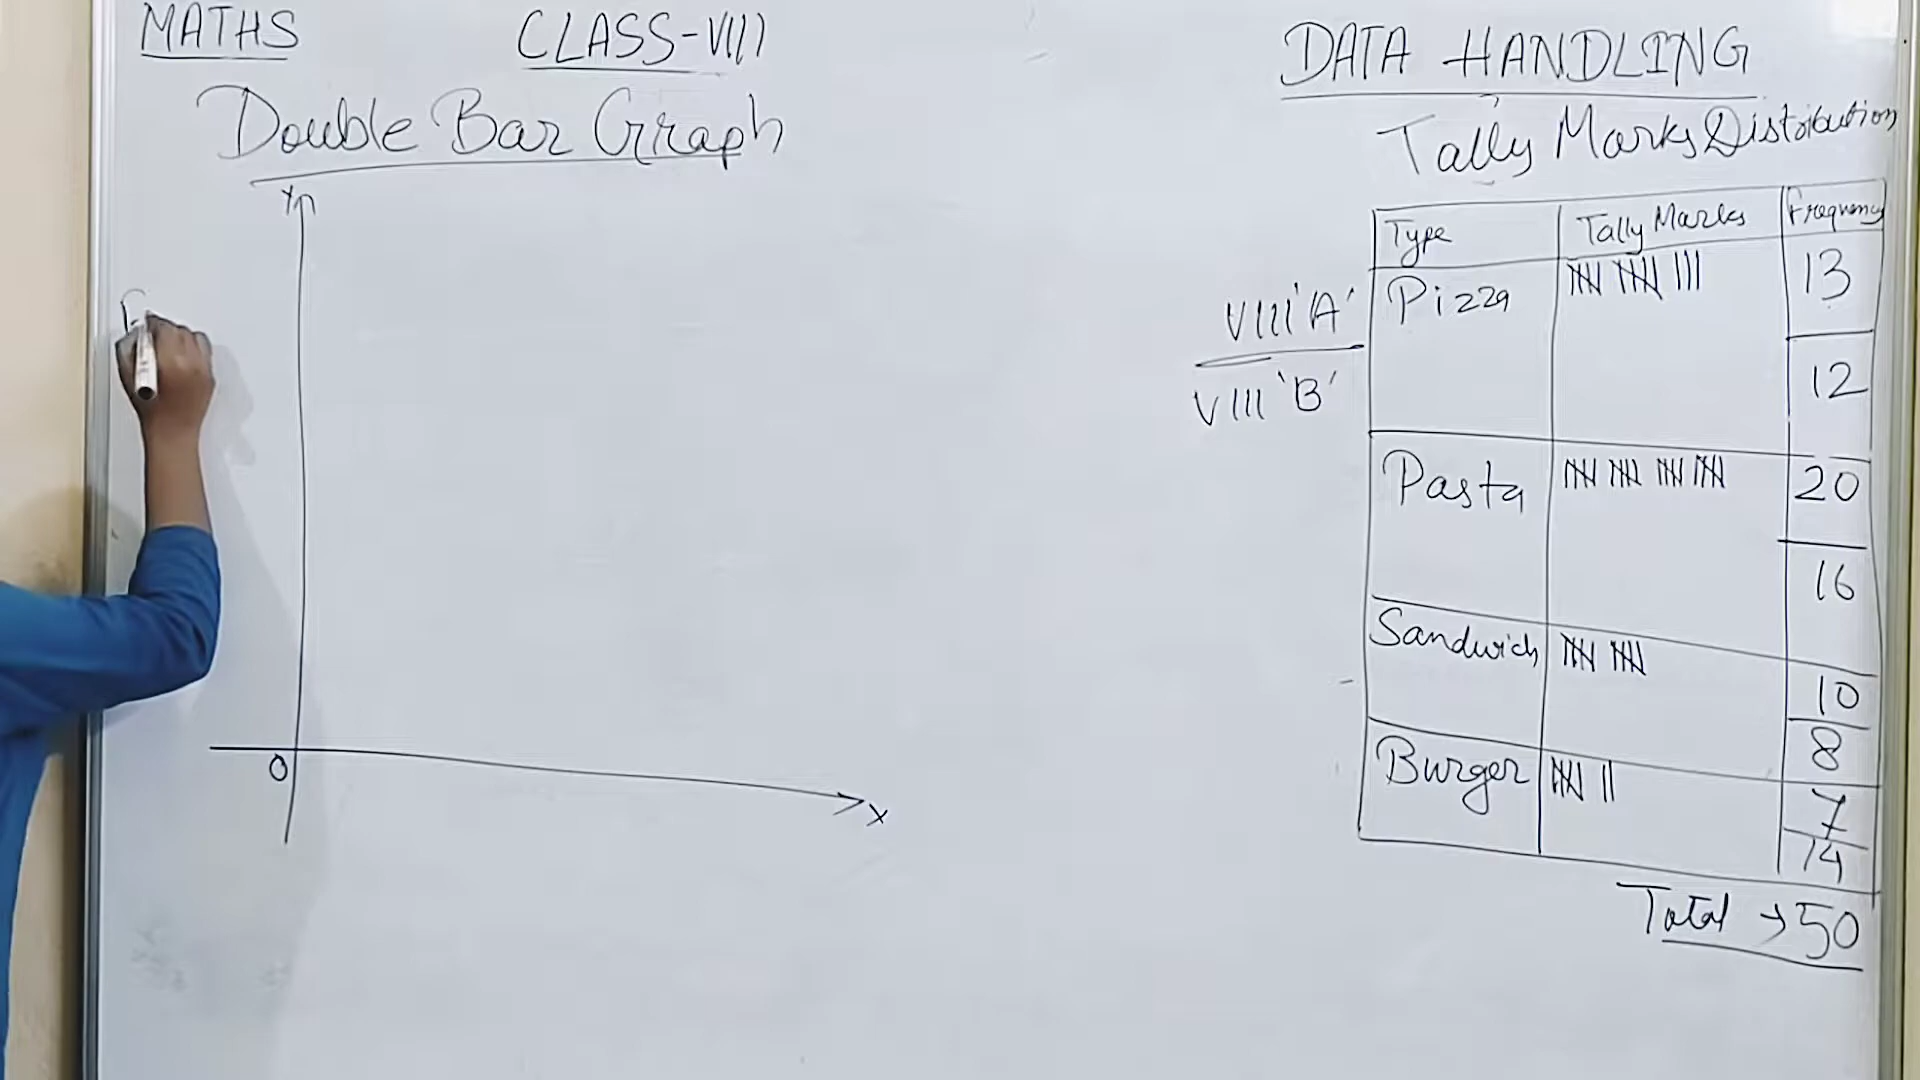 MATHS
CLASS-VIII
DATA HANDLING
Double Bar Graph
Tally Marks Distribution
Y
Type
Tally Marks
Frequency
VIII 'A'
VIII 'B'
Pizza
13
12
Pasta
20
16
Sandwich
10
8
Burger
7
14
O
X
Total → 50